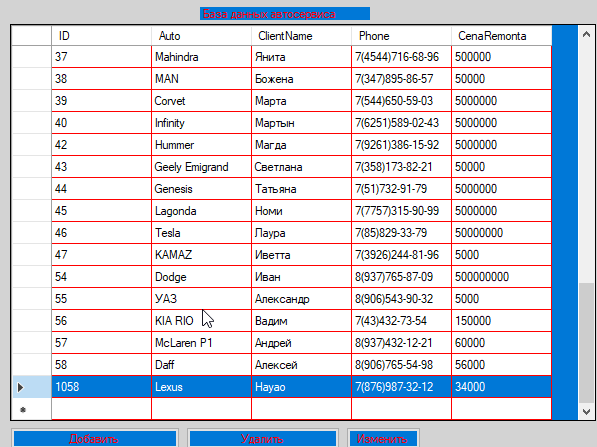 База данных автосервиса
ID Auto ClientName Phone CenaRemonta
37 Mahindra Янита 7(4544)716-68-96 500000
38 MAN Божена 7(347)895-86-57 50000
39 Corvet Марта 7(544)650-59-03 5000000
40 Infinity Мартын 7(6251)589-02-43 5000000
42 Hummer Магда 7(9261)386-15-92 5000000
43 Geely Emigrand Светлана 7(358)173-82-21 50000
44 Genesis Татьяна 7(51)732-91-79 5000000
45 Lagonda Номи 7(7757)315-90-99 5000000
46 Tesla Лаура 7(85)829-33-79 50000000
47 KAMAZ Иветта 7(3926)244-81-96 5000
54 Dodge Иван 8(937)765-87-09 500000000
55 УАЗ Александр 8(906)543-90-32 5000
56 KIA RIO Вадим 7(43)432-73-54 150000
57 McLaren P1 Андрей 8(937)432-12-21 60000
58 Daff Алексей 8(906)765-54-98 56000
1058 Lexus Hayao 7(876)987-32-12 34000
Добавить Удалить Изменить